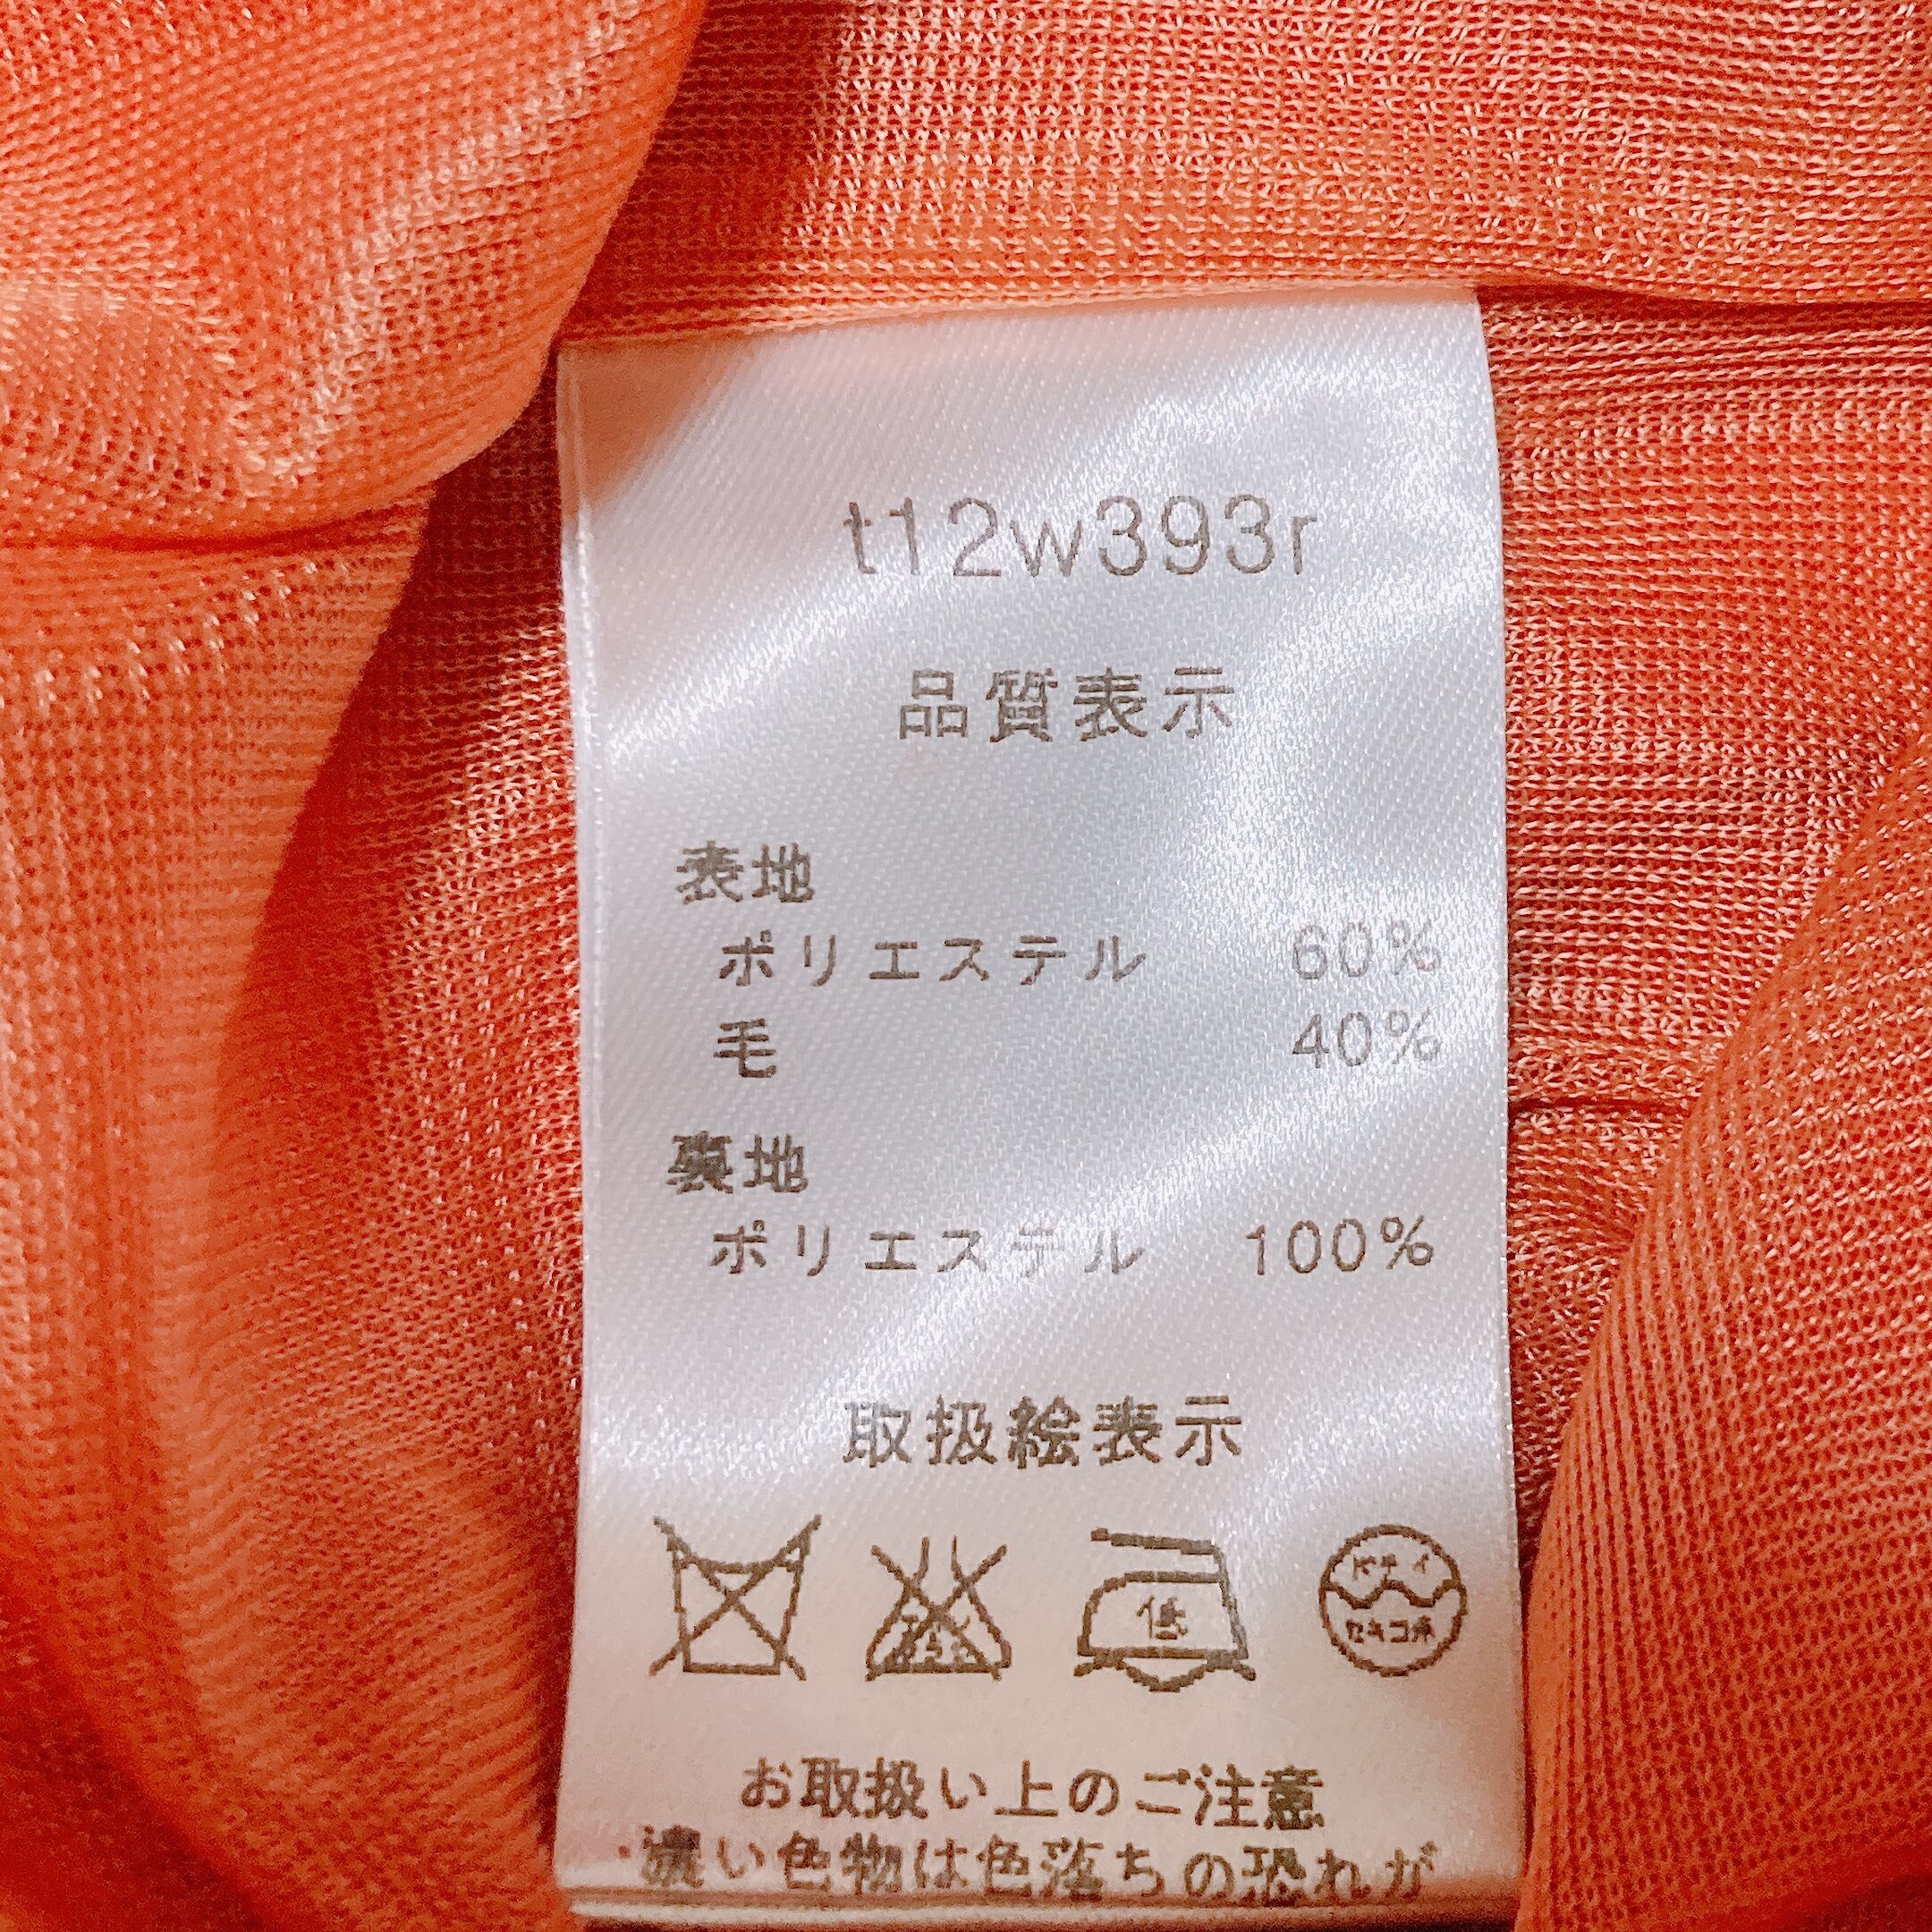 t12w393r
品質表示
表地
ポリエステル 60%
毛 40%
裏地
ポリエステル 100%
取扱絵表示
低
ドライ
セキユ系
お取扱い上のご注意
・濃い色物は色落ちの恐れが